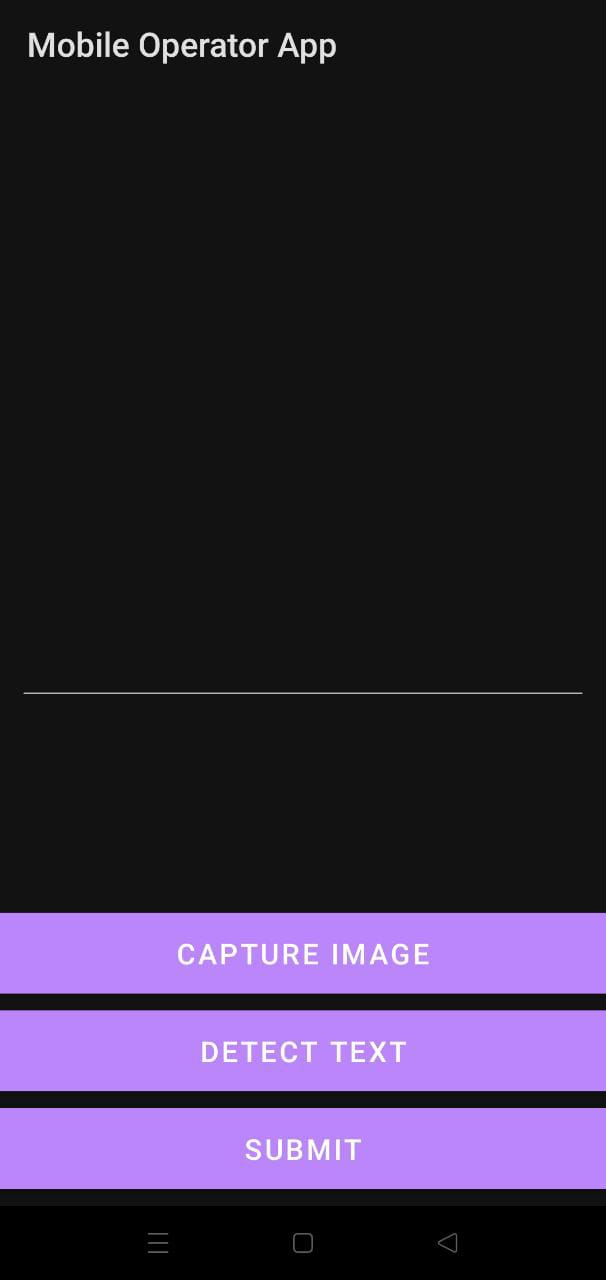 Mobile Operator App
CAPTURE IMAGE
DETECT TEXT
SUBMIT